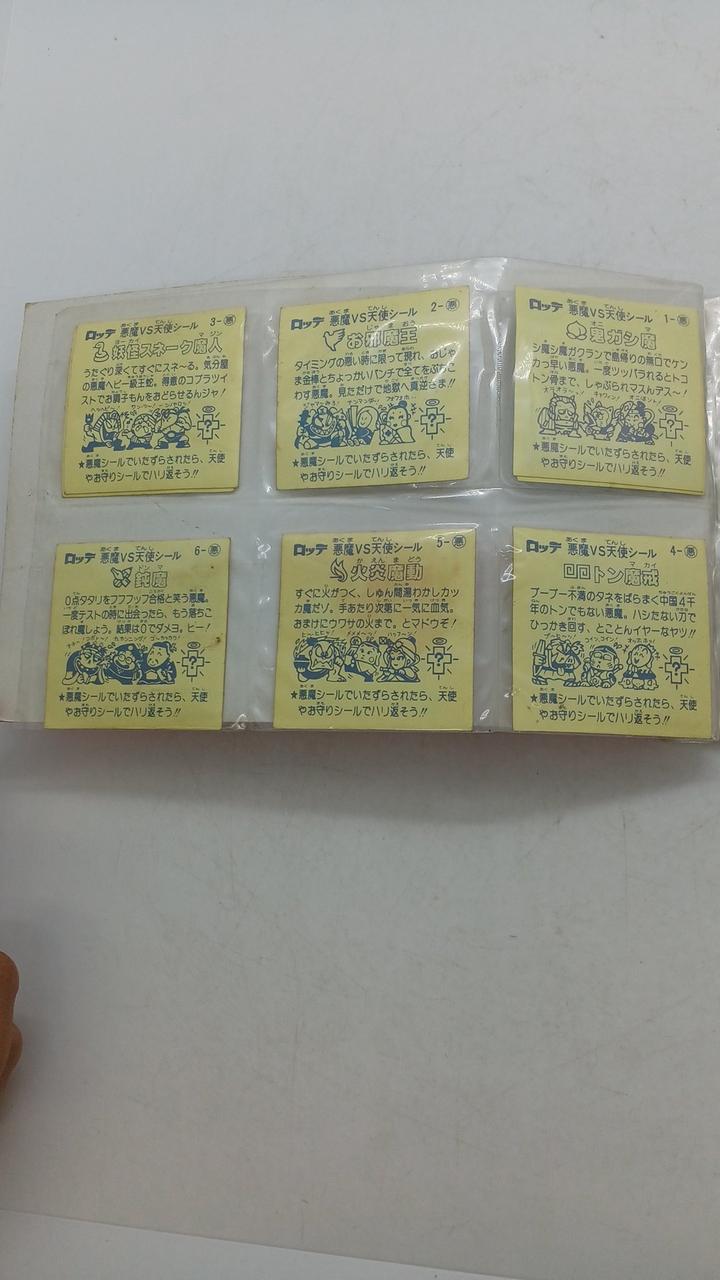 ロッテ 悪魔VS天使シール 3-悪
妖怪スネーク魔人
うたぐり深くてすぐにスネ〜る。気分屋
の悪魔ヘビー級王蛇。得意のコブラツイ
ストでお調子もんをおどらせるんジャ!
★悪魔シールでいたずらされたら、天使
やお守りシールでハリ返そう!!
ロッテ 悪魔VS天使シール 2-悪
お邪魔王
タイミングの悪い時に限って現れ、おじゃ
ま金棒とちょっかいパンチで全てをぶちこ
わす悪魔。見ただけで地獄へ真逆さま!!
★悪魔シールでいたずらされたら、天使
やお守りシールでハリ返そう!!
ロッテ 悪魔VS天使シール 1-悪
鬼ガシ魔
シ魔シ魔ガクランで島帰りの無口でケン
カっ早い悪魔。一度ツッパラれるとトコ
トン骨まで、しゃぶられマスんデス〜!
★悪魔シールでいたずらされたら、天使
やお守りシールでハリ返そう!!
ロッテ 悪魔VS天使シール 6-悪
鈍魔
0点タタリをフフフッフ合格と笑う悪魔。
一度テストの時に出会ったら、もう落ちこ
ぼれ魔しょう。結果は0でダメヨ。ヒー!
★悪魔シールでいたずらされたら、天使
やお守りシールでハリ返そう!!
ロッテ 悪魔VS天使シール 5-悪
火炎魔動
すぐに火がつく、しゅん間湯わかしカッ
カ魔だゾ。手あたり次第に一気に血気。
おまけにウワサの火まで。とマドウぞ!
★悪魔シールでいたずらされたら、天使
やお守りシールでハリ返そう!!
ロッテ 悪魔VS天使シール 4-悪
ロロトン魔戒
ブーブー不満のタネをばらまく中国4千
年のトンでもない悪魔。ハシたない刀で
ひっかき回す、とことんイヤーなヤツ!!
★悪魔シールでいたずらされたら、天使
やお守りシールでハリ返そう!!